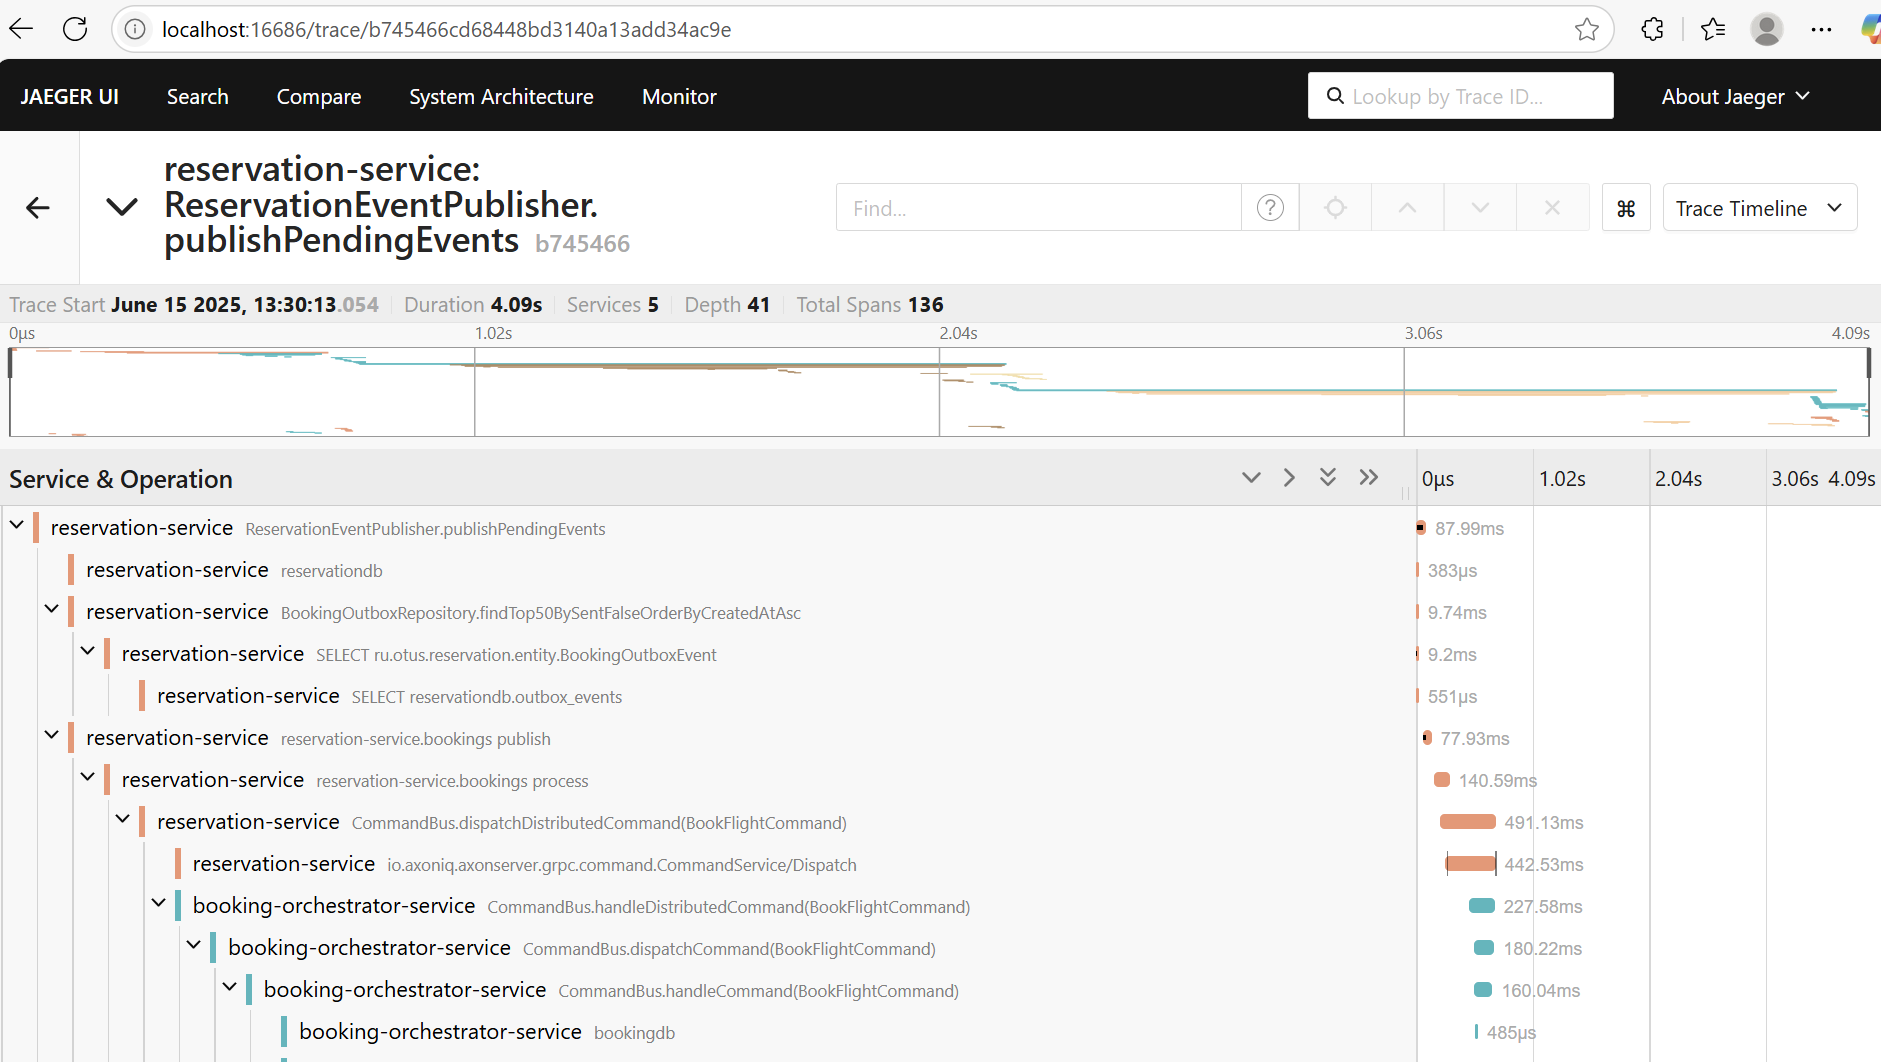 localhost:16686/trace/b745466cd68448bd3140a13add34ac9e
JAEGER UI Search Compare System Architecture Monitor Lookup by Trace ID... About Jaeger
reservation-service:
ReservationEventPublisher.
publishPendingEvents b745466
Find... ? ⌘ Trace Timeline
Trace Start June 15 2025, 13:30:13.054 Duration 4.09s Services 5 Depth 41 Total Spans 136
0μs 1.02s 2.04s 3.06s 4.09s
Service & Operation 0μs 1.02s 2.04s 3.06s 4.09s
reservation-service ReservationEventPublisher.publishPendingEvents 87.99ms
reservation-service reservationdb 383μs
reservation-service BookingOutboxRepository.findTop50BySentFalseOrderByCreatedAtAsc 9.74ms
reservation-service SELECT ru.otus.reservation.entity.BookingOutboxEvent 9.2ms
reservation-service SELECT reservationdb.outbox_events 551μs
reservation-service reservation-service.bookings publish 77.93ms
reservation-service reservation-service.bookings process 140.59ms
reservation-service CommandBus.dispatchDistributedCommand(BookFlightCommand) 491.13ms
reservation-service io.axoniq.axonserver.grpc.command.CommandService/Dispatch 442.53ms
booking-orchestrator-service CommandBus.handleDistributedCommand(BookFlightCommand) 227.58ms
booking-orchestrator-service CommandBus.dispatchCommand(BookFlightCommand) 180.22ms
booking-orchestrator-service CommandBus.handleCommand(BookFlightCommand) 160.04ms
booking-orchestrator-service bookingdb 485μs